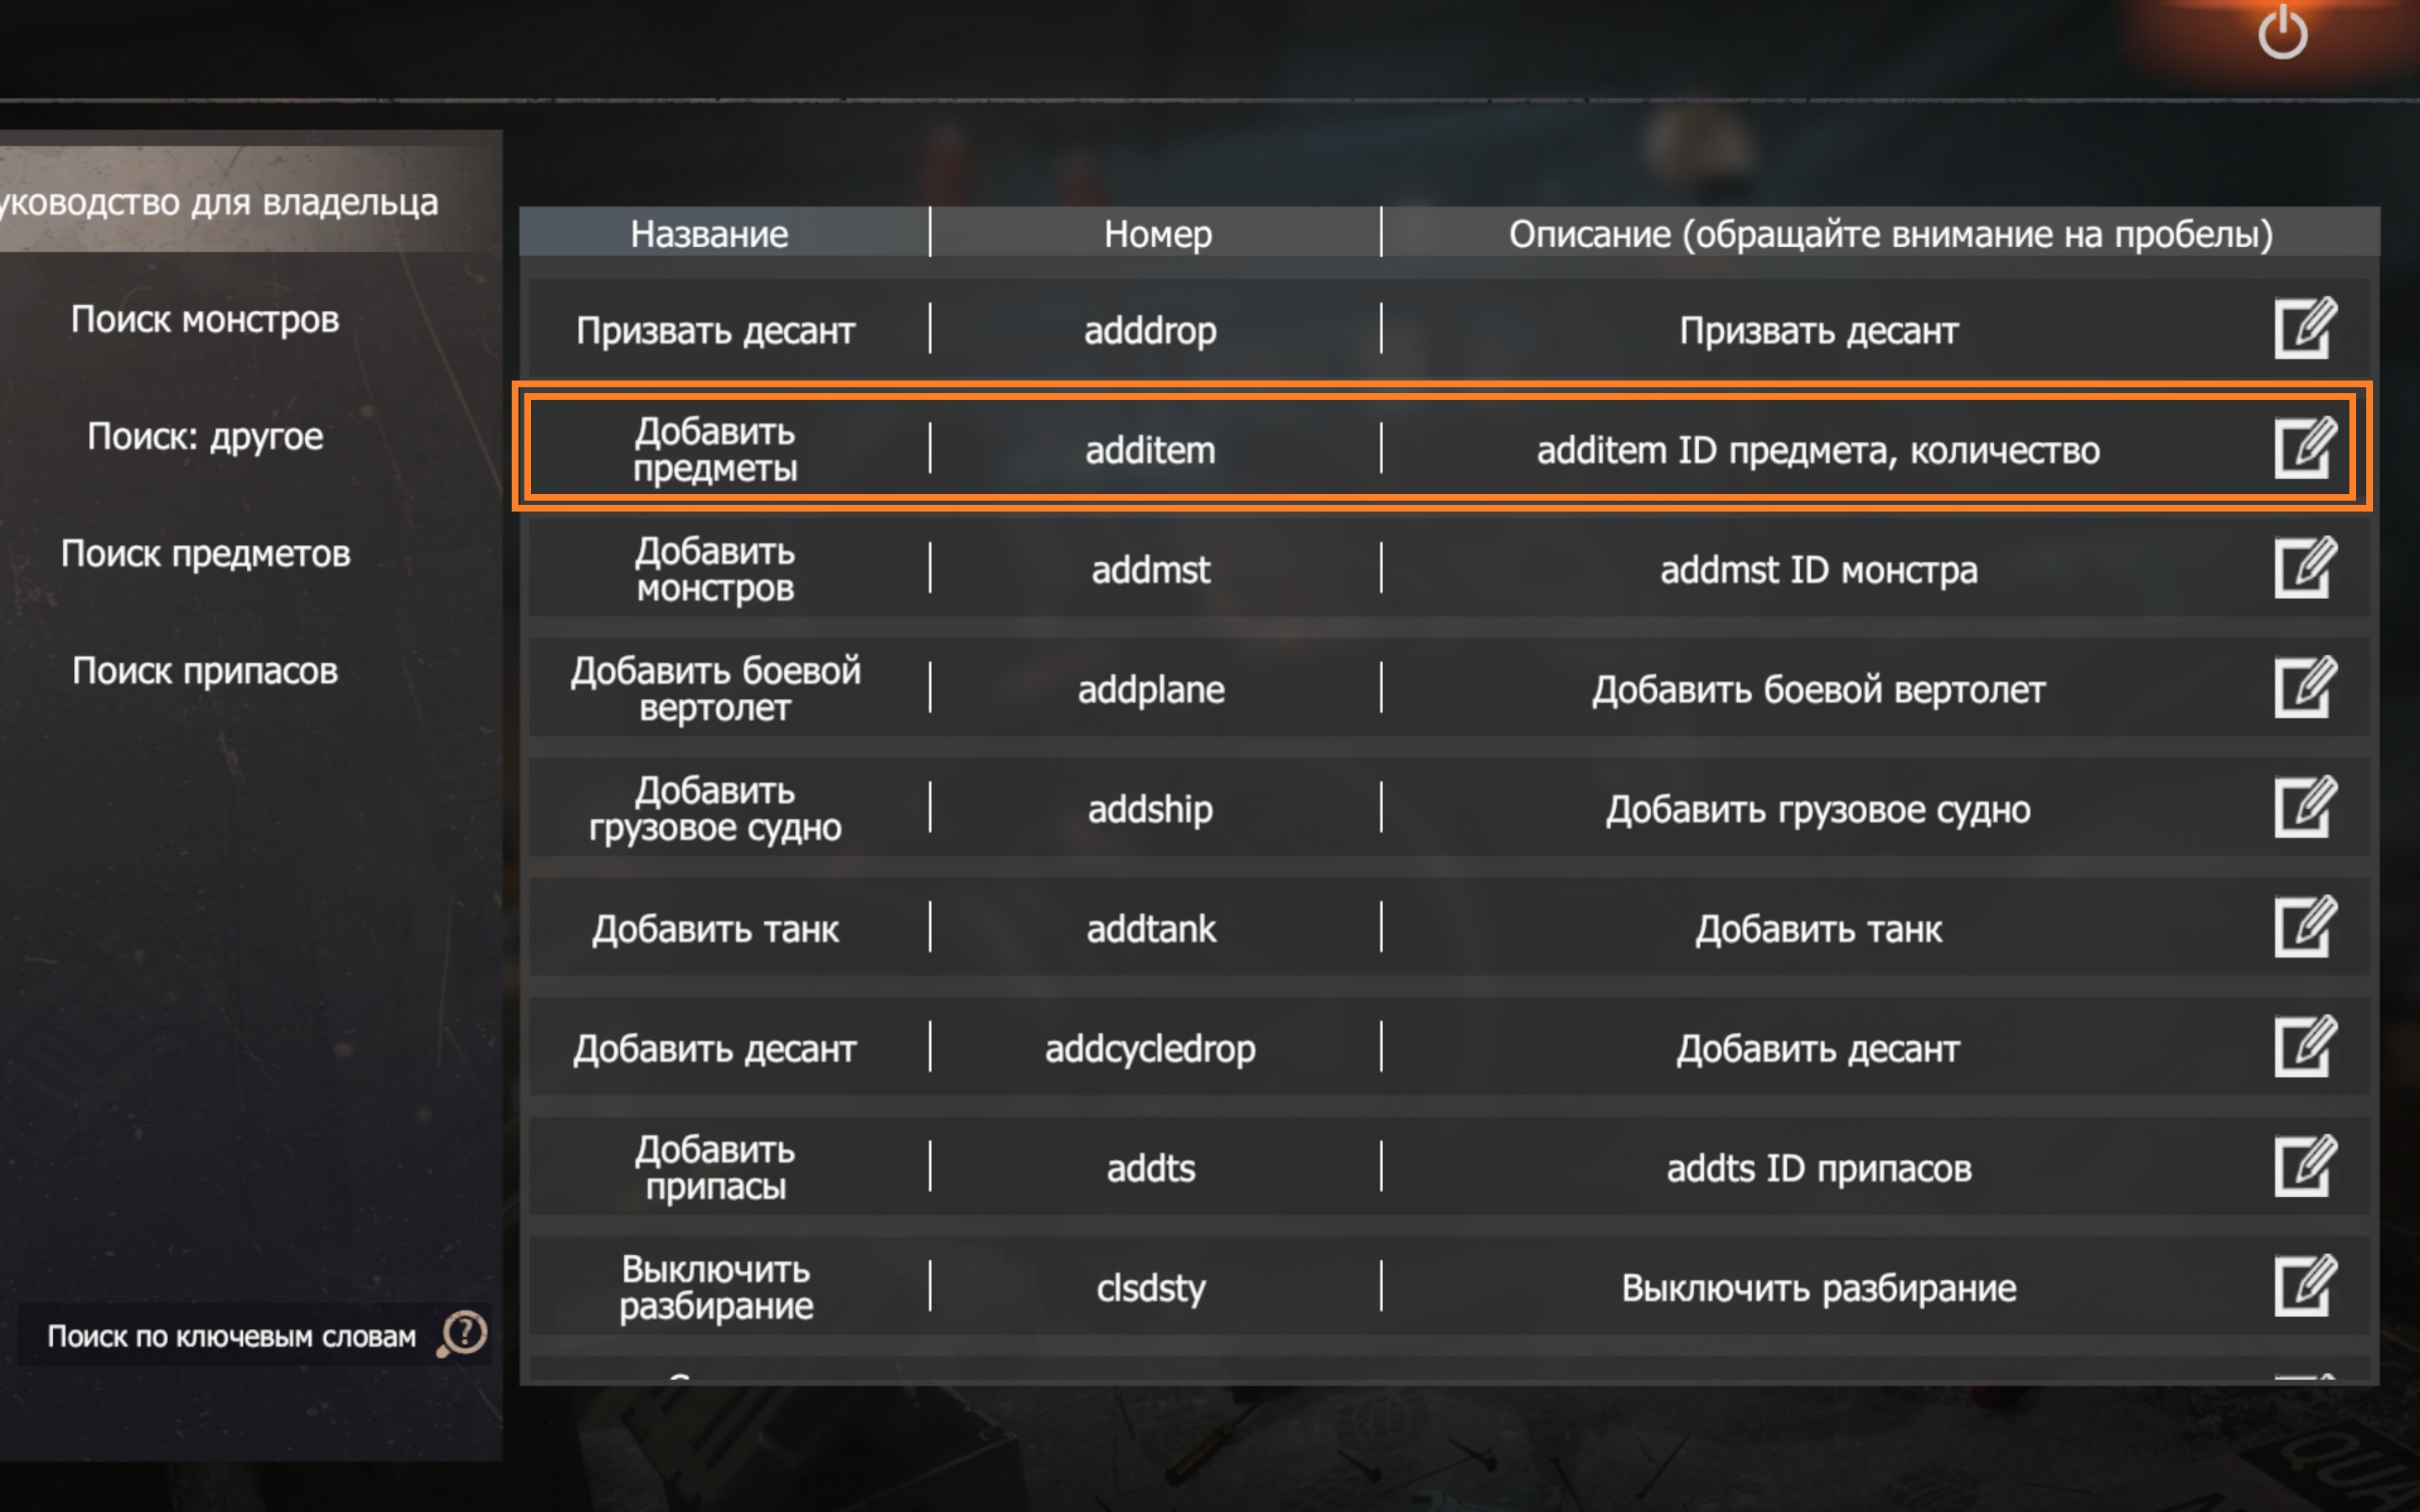 уководство для владельца
Поиск монстров
Поиск: другое
Поиск предметов
Поиск припасов
Поиск по ключевым словам
Название Номер Описание (обращайте внимание на пробелы)
Призвать десант adddrop Призвать десант
Добавить
предметы
additem additem ID предмета, количество
Добавить
монстров
addmst addmst ID монстра
Добавить боевой
вертолет
addplane Добавить боевой вертолет
Добавить
грузовое судно
addship Добавить грузовое судно
Добавить танк addtank Добавить танк
Добавить десант addcycledrop Добавить десант
Добавить
припасы
addts addts ID припасов
Выключить
разбирание
clsdsty Выключить разбирание
QUA